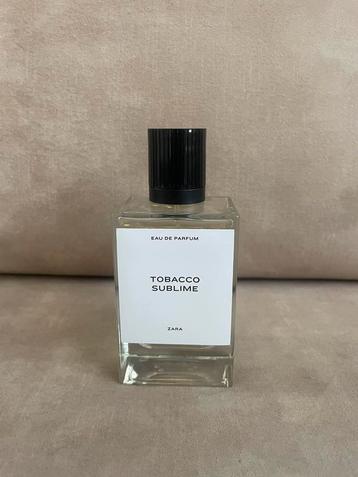 EAU DE PARFUM
TOBACCO
SUBLIME
ZARA